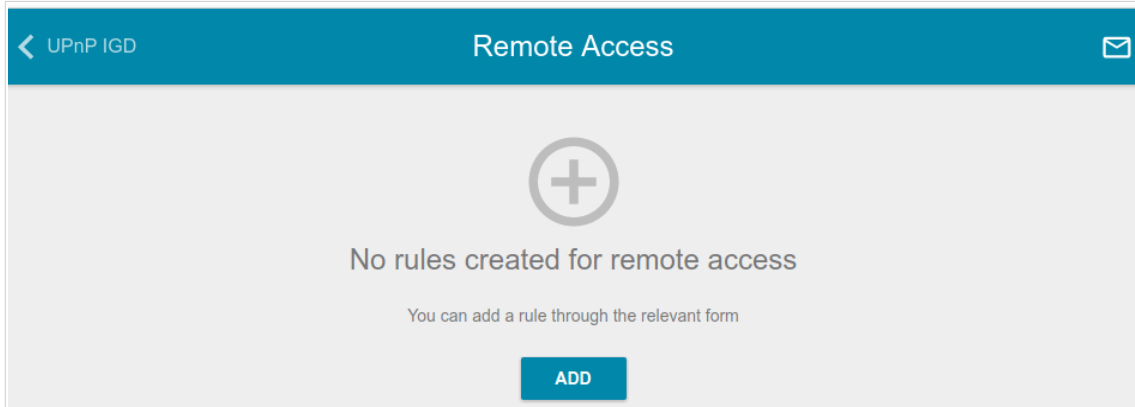 UPnP IGD
Remote Access
No rules created for remote access
You can add a rule through the relevant form
ADD